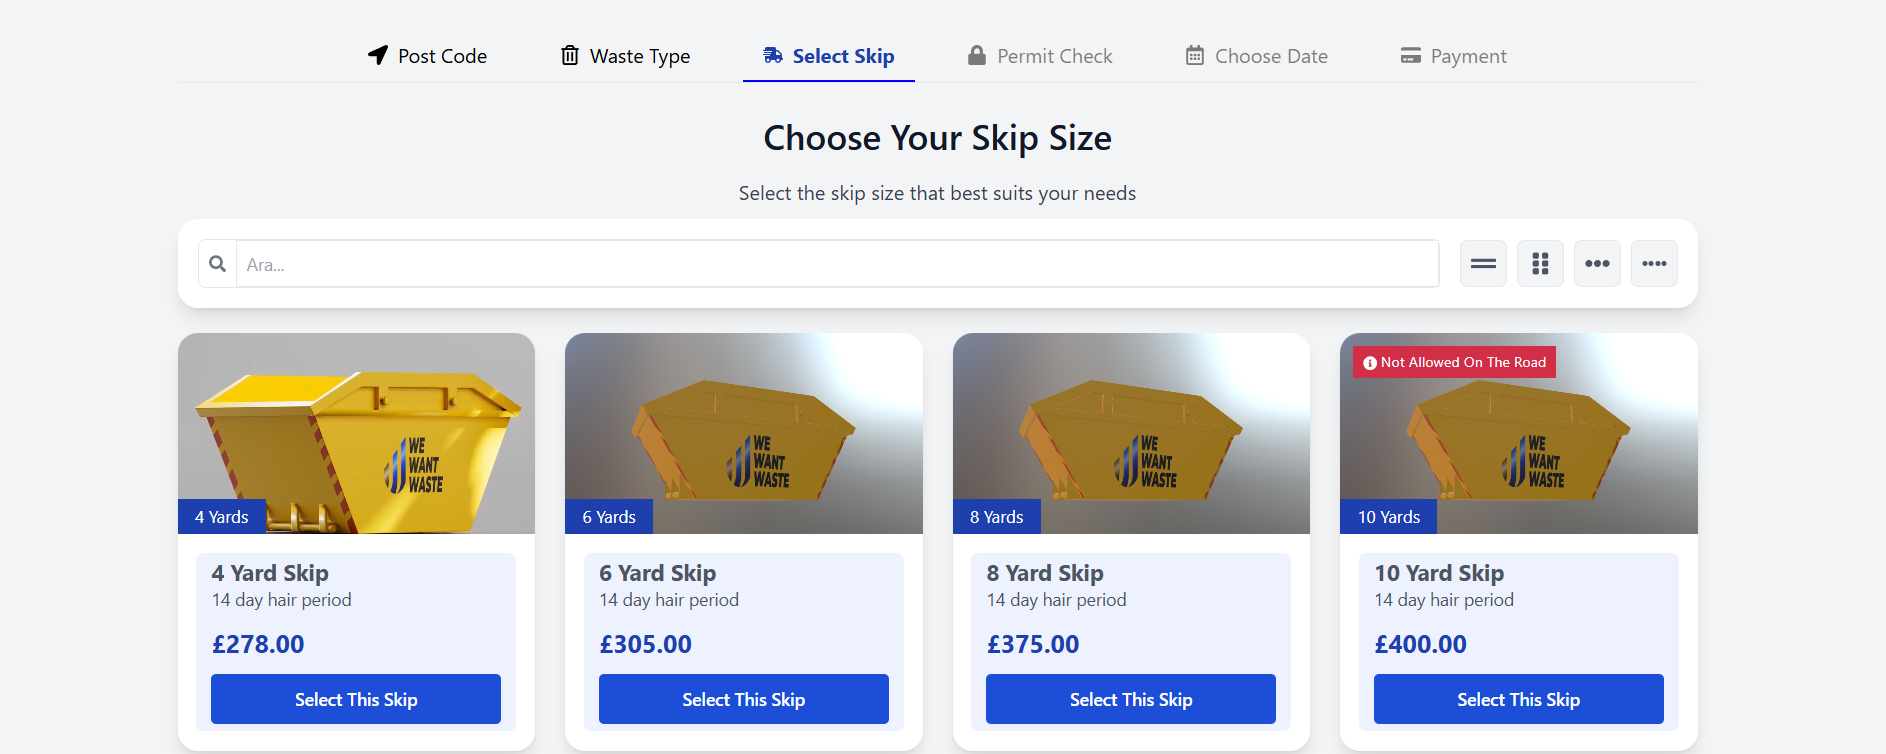 Post Code
Waste Type
Select Skip
Permit Check
Choose Date
Payment
Choose Your Skip Size
Select the skip size that best suits your needs
Ara...
WE
WANT
WASTE
4 Yards
4 Yard Skip
14 day hair period
£278.00
Select This Skip
WE
WANT
WASTE
6 Yards
6 Yard Skip
14 day hair period
£305.00
Select This Skip
WE
WANT
WASTE
8 Yards
8 Yard Skip
14 day hair period
£375.00
Select This Skip
Not Allowed On The Road
WE
WANT
WASTE
10 Yards
10 Yard Skip
14 day hair period
£400.00
Select This Skip